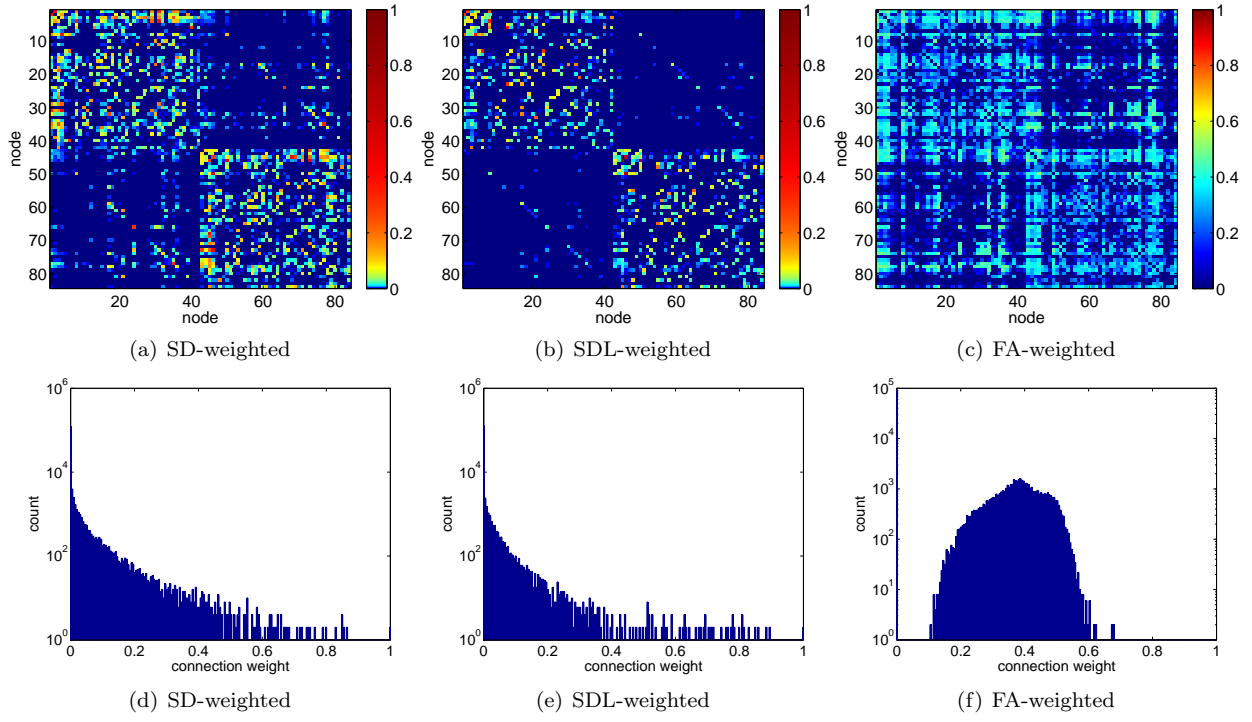 10
20
30
40
50
60
70
80
node
20 40 60 80
node
1
0.8
0.6
0.4
0.2
0
(a) SD-weighted
10
20
30
40
50
60
70
80
node
20 40 60 80
node
1
0.8
0.6
0.4
0.2
0
(b) SDL-weighted
10
20
30
40
50
60
70
80
node
20 40 60 80
node
1
0.8
0.6
0.4
0.2
0
(c) FA-weighted
10^6
10^4
10^2
10^0
count
0 0.2 0.4 0.6 0.8 1
connection weight
(d) SD-weighted
10^6
10^4
10^2
10^0
count
0 0.2 0.4 0.6 0.8 1
connection weight
(e) SDL-weighted
10^5
10^4
10^3
10^2
10^1
10^0
count
0 0.2 0.4 0.6 0.8 1
connection weight
(f) FA-weighted